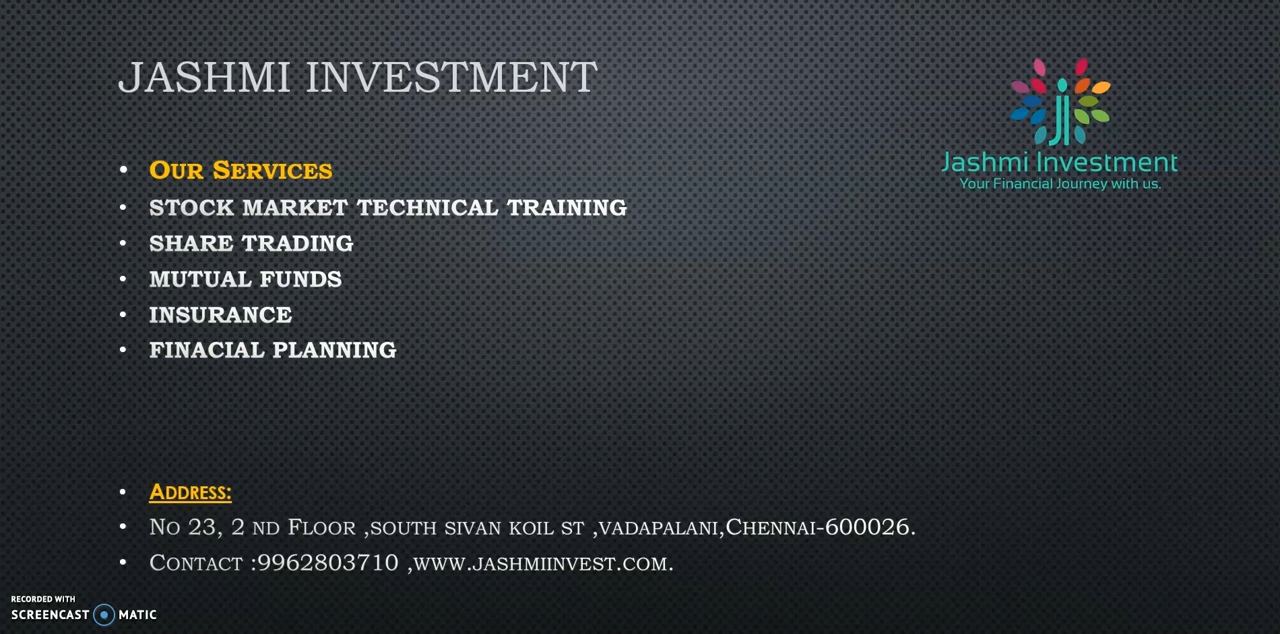 JASHMI INVESTMENT
Jashmi Investment
Your Financial Journey with us.
• OUR SERVICES
• STOCK MARKET TECHNICAL TRAINING
• SHARE TRADING
• MUTUAL FUNDS
• INSURANCE
• FINACIAL PLANNING
• ADDRESS:
• NO 23, 2 ND FLOOR ,SOUTH SIVAN KOIL ST ,VADAPALANI,CHENNAI-600026.
• CONTACT :9962803710 ,WWW.JASHMIINVEST.COM.
RECORDED WITH
SCREENCAST MATIC